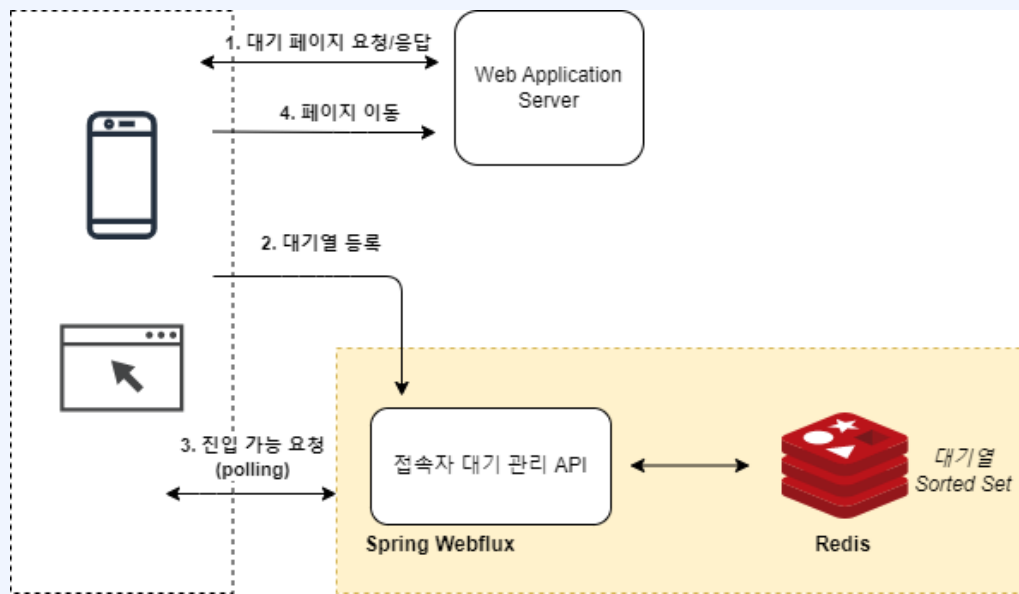 1. 대기 페이지 요청/응답
Web Application
Server
4. 페이지 이동
2. 대기열 등록
3. 진입 가능 요청
(polling)
접속자 대기 관리 API
대기열
Sorted Set
Spring Webflux
Redis